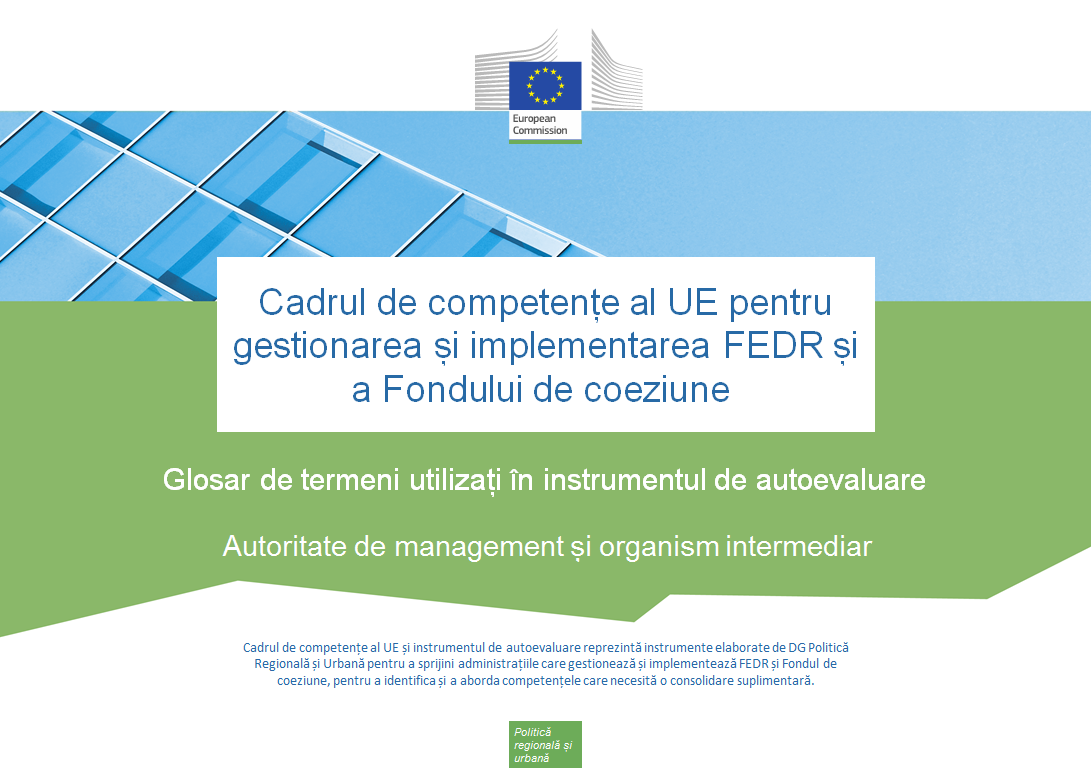 European
Commission
Cadrul de competențe al UE pentru
gestionarea și implementarea FEDR și
a Fondului de coeziune
Glosar de termeni utilizați în instrumentul de autoevaluare
Autoritate de management și organism intermediar
Cadrul de competențe al UE și instrumentul de autoevaluare reprezintă instrumente elaborate de DG Politică
Regională și Urbană pentru a sprijini administrațiile care gestionează și implementează FEDR și Fondul de
coeziune, pentru a identifica și a aborda competențele care necesită o consolidare suplimentară.
Politică
regională și
urbană